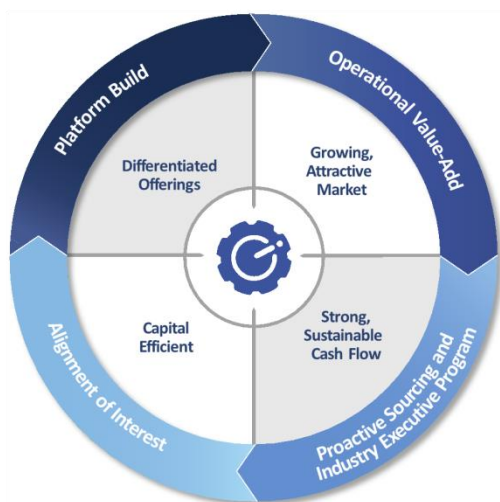 Platform Build
Operational Value-Add
Differentiated
Offerings
Growing,
Attractive
Market
Capital
Efficient
Strong,
Sustainable
Cash Flow
Alignment of Interest
Proactive Sourcing and
Industry Executive Program